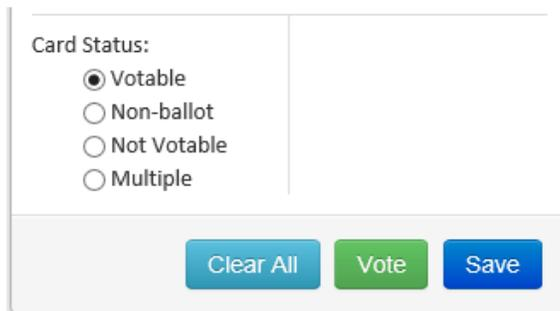 Card Status:
Votable
Non-ballot
Not Votable
Multiple
Clear All Vote Save